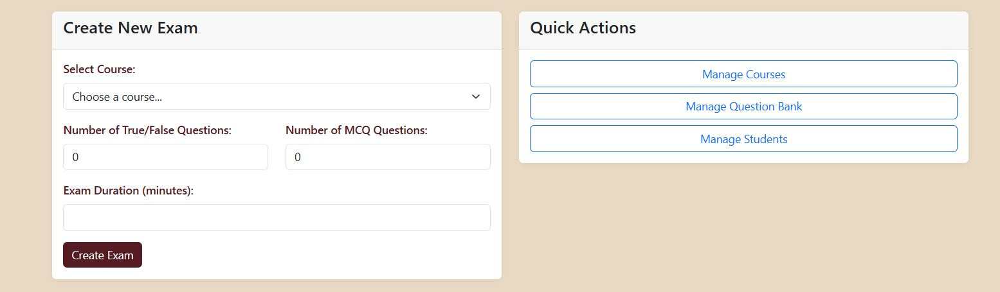 Create New Exam
Select Course:
Choose a course...
Number of True/False Questions:
Number of MCQ Questions:
0
0
Exam Duration (minutes):
Create Exam
Quick Actions
Manage Courses
Manage Question Bank
Manage Students